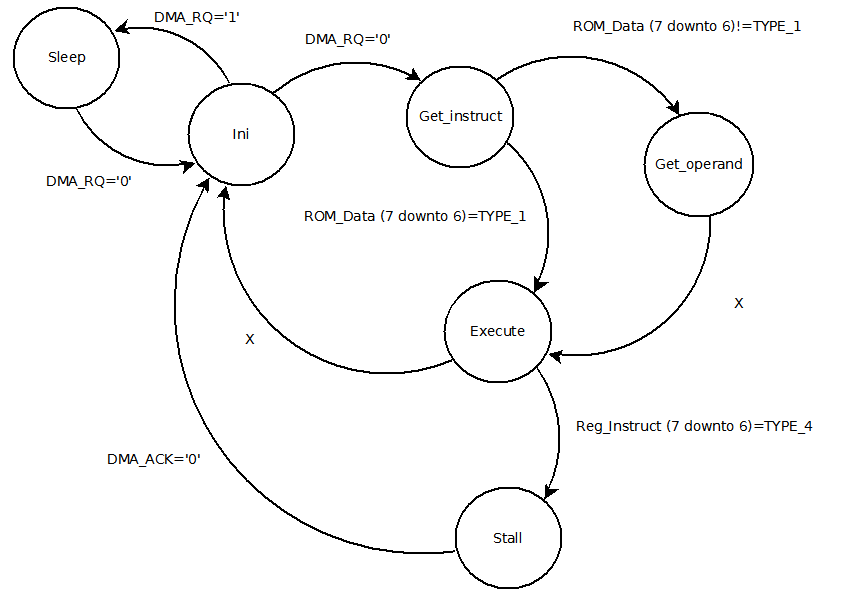 DMA_RQ='1'
ROM_Data (7 downto 6)!=TYPE_1
DMA_RQ='0'
Sleep
Get_instruct
Ini
Get_operand
DMA_RQ='0'
ROM_Data (7 downto 6)=TYPE_1
X
Execute
X
Reg_Instruct (7 downto 6)=TYPE_4
DMA_ACK='0'
Stall